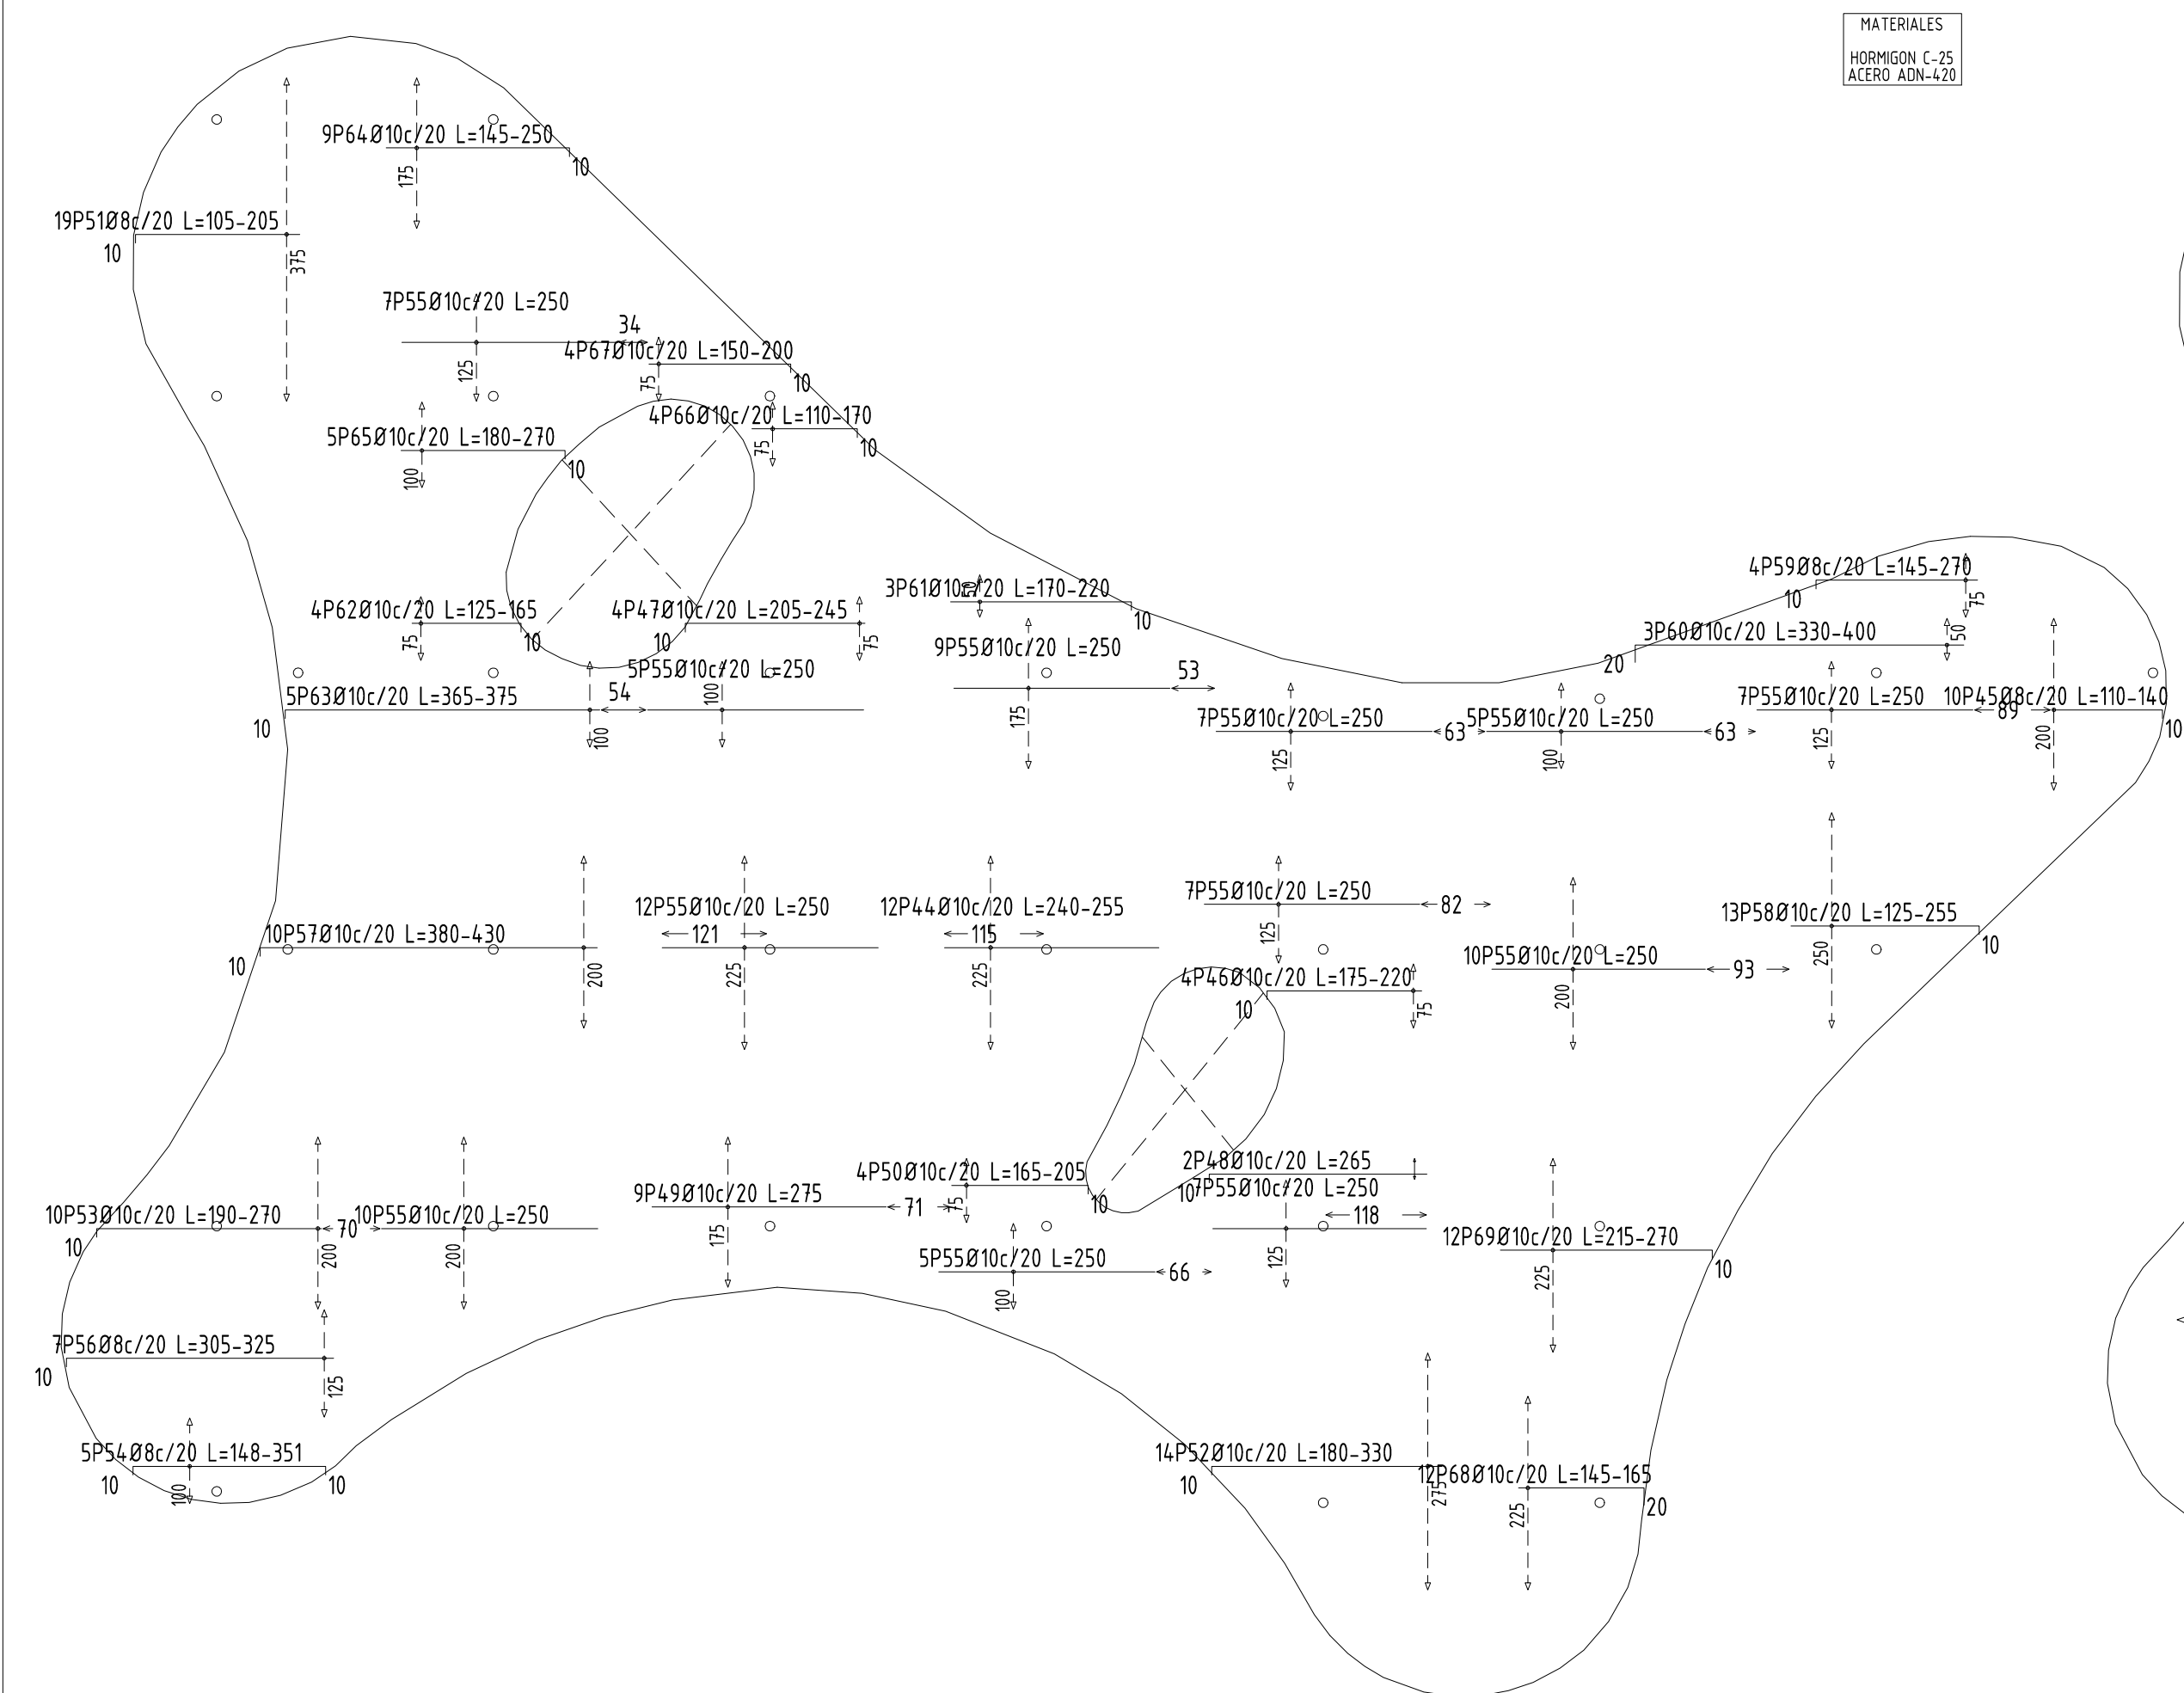 MATERIALES
HORMIGON C-25
ACERO ADN-420
9P64Ø10c/20 L=145-250
10
175
19P51Ø8c/20 L=105-205
10
375
7P55Ø10c/20 L=250
34
125
4P67Ø10c/20 L=150-200
10
75
4P66Ø10c/20 L=110-170
10
75
5P65Ø10c/20 L=180-270
10
100
4P62Ø10c/20 L=125-165
10
75
4P47Ø10c/20 L=205-245
10
75
3P61Ø10c/20 L=170-220
10
4P59Ø8c/20 L=145-270
10
75
3P60Ø10c/20 L=330-400
20
50
9P55Ø10c/20 L=250
53
175
5P55Ø10c/20 L=250
100
5P63Ø10c/20 L=365-375
54
10
100
7P55Ø10c/20 L=250
63
125
5P55Ø10c/20 L=250
63
100
7P55Ø10c/20 L=250
89
125
10P45Ø8c/20 L=110-140
10
200
12P55Ø10c/20 L=250
121
225
12P44Ø10c/20 L=240-255
115
225
7P55Ø10c/20 L=250
82
125
13P58Ø10c/20 L=125-255
10
250
10P57Ø10c/20 L=380-430
10
200
10P55Ø10c/20 L=250
93
200
4P46Ø10c/20 L=175-220
10
75
4P50Ø10c/20 L=165-205
10
75
2P48Ø10c/20 L=265
10
9P49Ø10c/20 L=275
71
175
7P55Ø10c/20 L=250
118
125
10P53Ø10c/20 L=190-270
70
10
200
10P55Ø10c/20 L=250
200
12P69Ø10c/20 L=215-270
10
225
5P55Ø10c/20 L=250
66
100
7P56Ø8c/20 L=305-325
10
125
5P54Ø8c/20 L=148-351
10
10
100
14P52Ø10c/20 L=180-330
10
275
12P68Ø10c/20 L=145-165
20
225